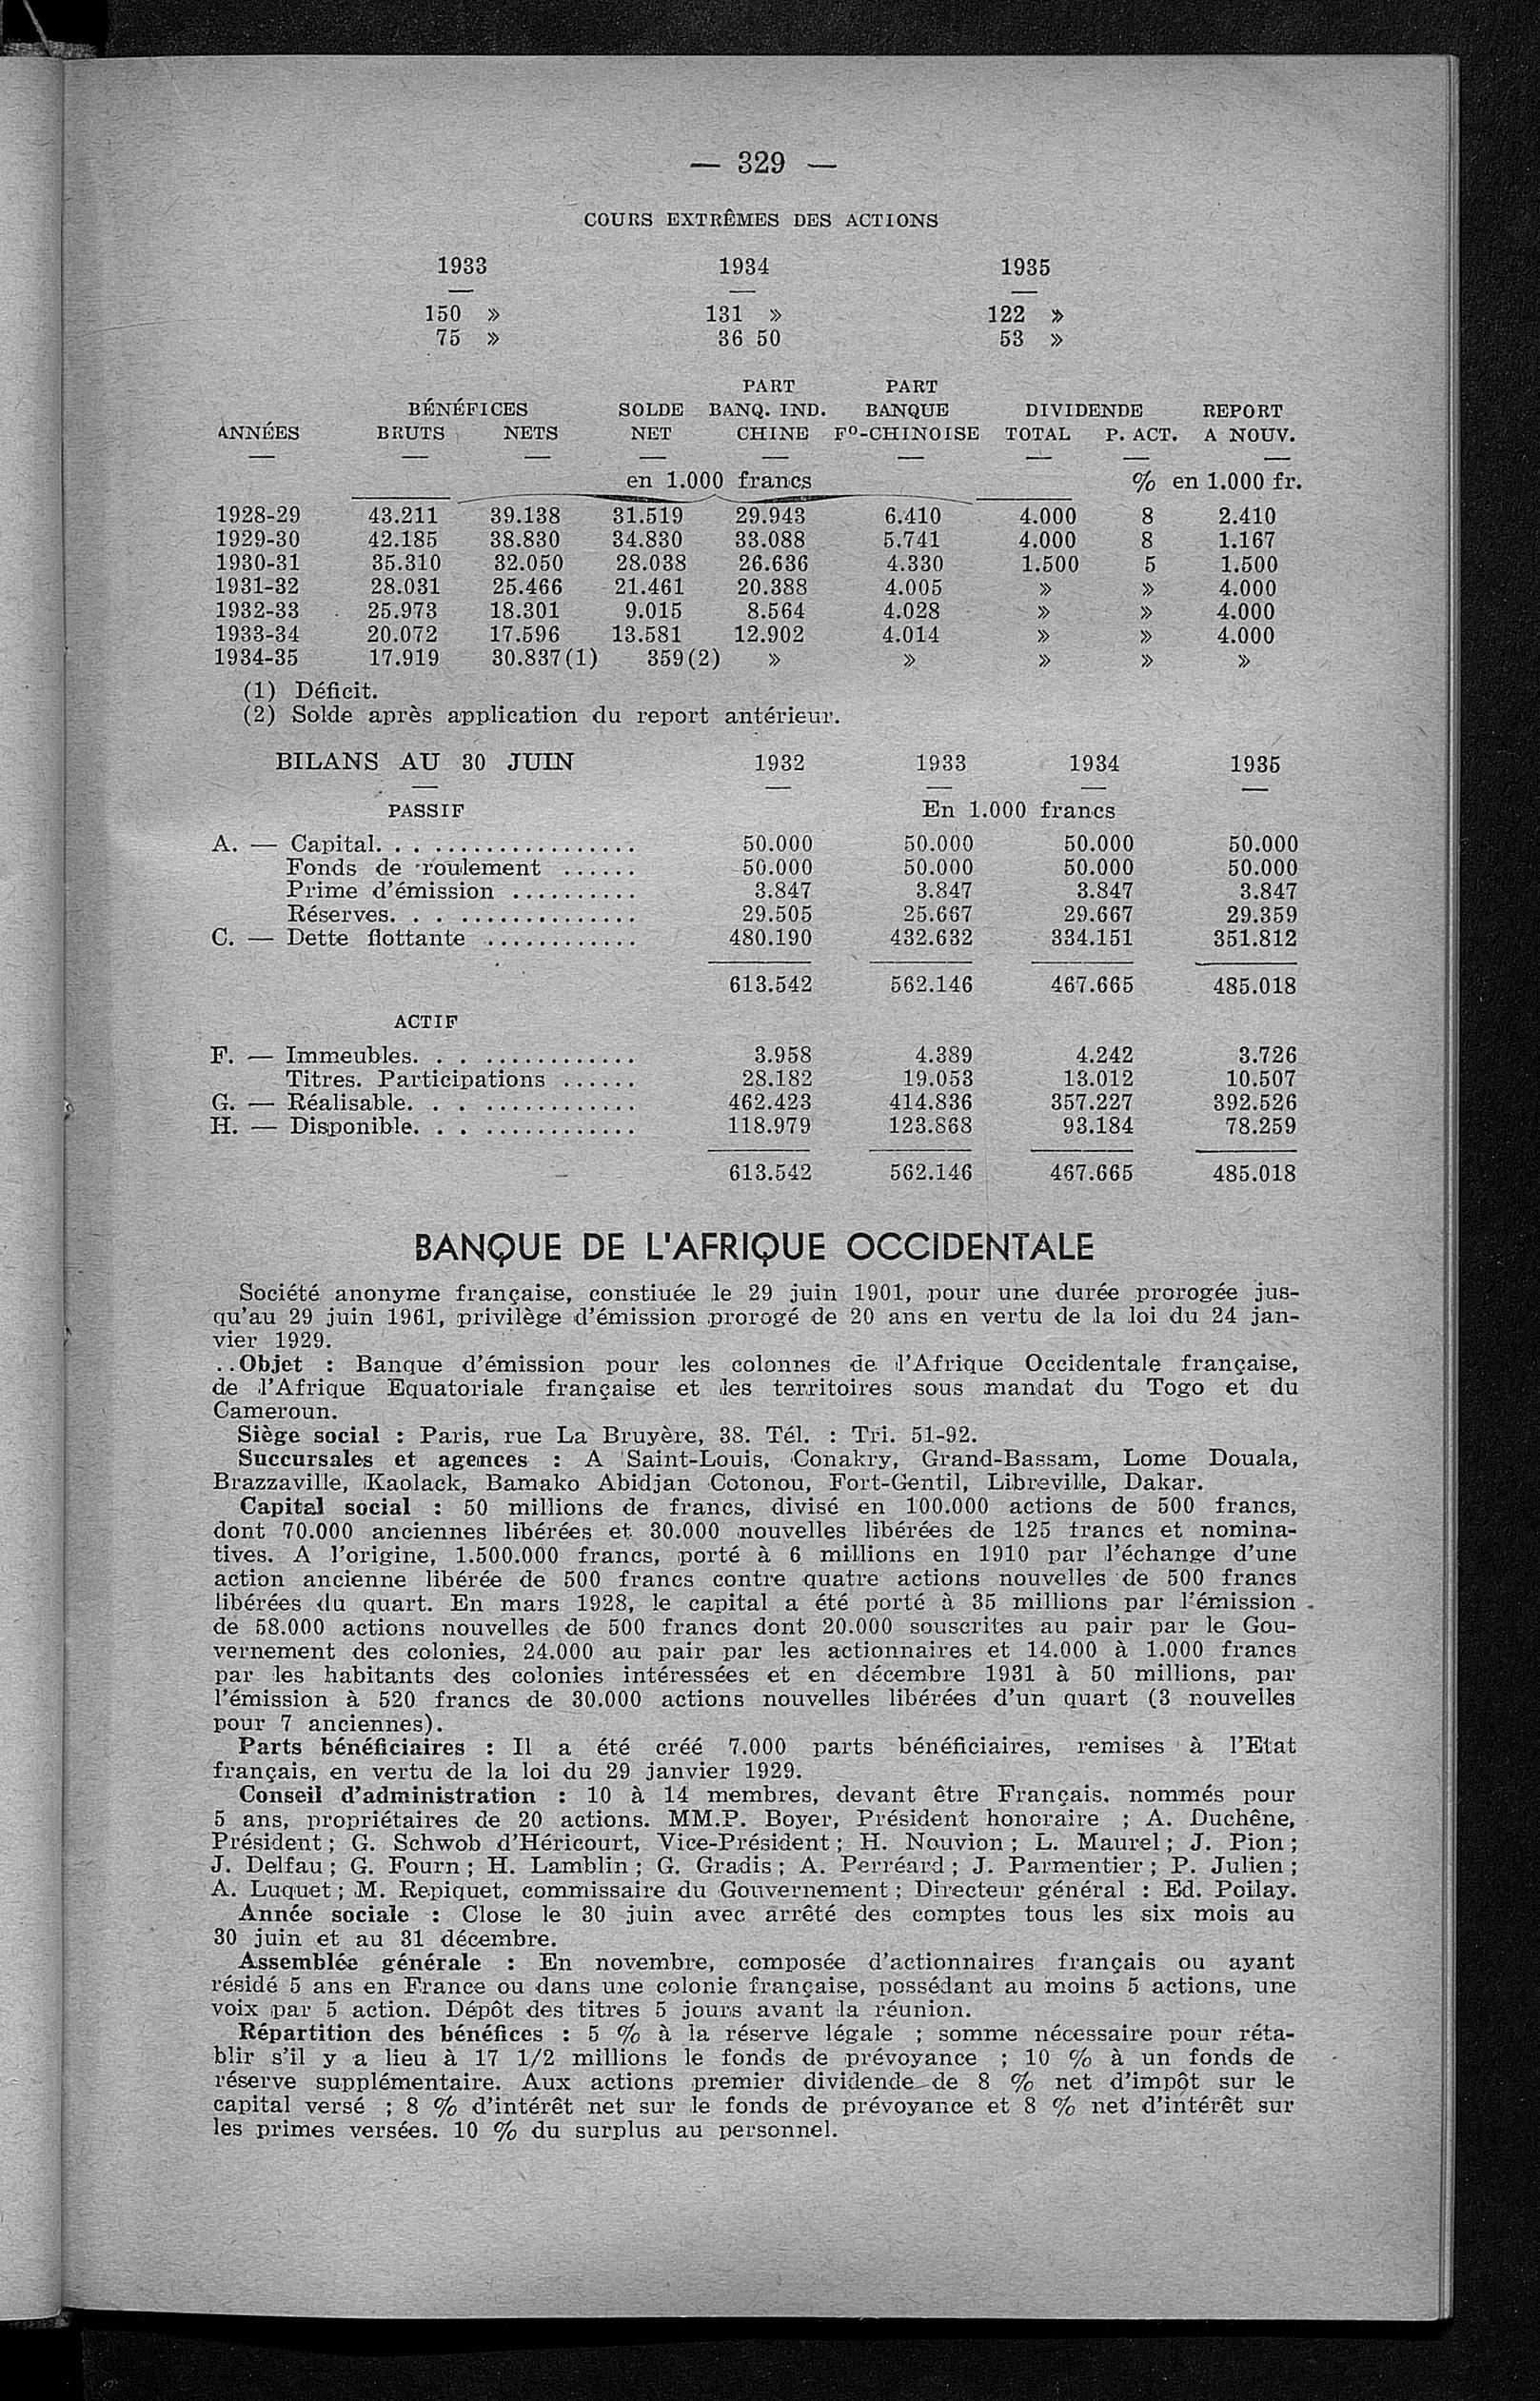 — 329 —
COURS EXTRÊMES DES ACTIONS
1933 1934 1935
150 » 131 » 122 »
75 » 36 50 53 »
PART PART
BÉNÉFICES SOLDE BANQ. IND. BANQUE DIVIDENDE REPORT
ANNÉES BRUTS NETS NET CHINE Fº-CHINOISE TOTAL P. ACT. A NOUV.
en 1.000 francs % en 1.000 fr.
1928-29 43.211 39.138 31.519 29.943 6.410 4.000 8 2.410
1929-30 42.185 38.830 34.830 33.088 5.741 4.000 8 1.167
1930-31 35.310 32.050 28.038 26.636 4.330 1.500 5 1.500
1931-32 28.031 25.466 21.461 20.388 4.005 » » 4.000
1932-33 25.973 18.301 9.015 8.564 4.028 » » 4.000
1933-34 20.072 17.596 13.581 12.902 4.014 » » 4.000
1934-35 17.919 30.837(1) 359(2) » » » » »
(1) Déficit.
(2) Solde après application du report antérieur.
BILANS AU 30 JUIN 1932 1933 1934 1935
PASSIF En 1.000 francs
A. — Capital. . . ................. 50.000 50.000 50.000 50.000
Fonds de roulement ...... 50.000 50.000 50.000 50.000
Prime d'émission .......... 3.847 3.847 3.847 3.847
Réserves. . . ............... 29.505 25.667 29.667 29.359
C. — Dette flottante ............ 480.190 432.632 334.151 351.812
613.542 562.146 467.665 485.018
ACTIF
F. — Immeubles. . . ............. 3.958 4.389 4.242 3.726
Titres. Participations ...... 28.182 19.053 13.012 10.507
G. — Réalisable. . . ............. 462.423 414.836 357.227 392.526
H. — Disponible. . . ............. 118.979 123.868 93.184 78.259
613.542 562.146 467.665 485.018
BANQUE DE L'AFRIQUE OCCIDENTALE
Société anonyme française, constiuée le 29 juin 1901, pour une durée prorogée jus-
qu'au 29 juin 1961, privilège d'émission prorogé de 20 ans en vertu de la loi du 24 jan-
vier 1929.
..Objet : Banque d'émission pour les colonnes de l'Afrique Occidentale française,
de l'Afrique Equatoriale française et les territoires sous mandat du Togo et du
Cameroun.
Siège social : Paris, rue La Bruyère, 38. Tél. : Tri. 51-92.
Succursales et agences : A Saint-Louis, Conakry, Grand-Bassam, Lome Douala,
Brazzaville, Kaolack, Bamako Abidjan Cotonou, Fort-Gentil, Libreville, Dakar.
Capital social : 50 millions de francs, divisé en 100.000 actions de 500 francs,
dont 70.000 anciennes libérées et 30.000 nouvelles libérées de 125 francs et nomina-
tives. A l'origine, 1.500.000 francs, porté à 6 millions en 1910 par l'échange d'une
action ancienne libérée de 500 francs contre quatre actions nouvelles de 500 francs
libérées du quart. En mars 1928, le capital a été porté à 35 millions par l'émission
de 58.000 actions nouvelles de 500 francs dont 20.000 souscrites au pair par le Gou-
vernement des colonies, 24.000 au pair par les actionnaires et 14.000 à 1.000 francs
par les habitants des colonies intéressées et en décembre 1931 à 50 millions, par
l'émission à 520 francs de 30.000 actions nouvelles libérées d'un quart (3 nouvelles
pour 7 anciennes).
Parts bénéficiaires : Il a été créé 7.000 parts bénéficiaires, remises à l'Etat
français, en vertu de la loi du 29 janvier 1929.
Conseil d'administration : 10 à 14 membres, devant être Français. nommés pour
5 ans, propriétaires de 20 actions. MM.P. Boyer, Président honoraire ; A. Duchêne,
Président ; G. Schwob d'Héricourt, Vice-Président ; H. Nouvion ; L. Maurel ; J. Pion ;
J. Delfau ; G. Fourn ; H. Lamblin ; G. Gradis ; A. Perréard ; J. Parmentier ; P. Julien ;
A. Luquet ; M. Repiquet, commissaire du Gouvernement ; Directeur général : Ed. Poilay.
Année sociale : Close le 30 juin avec arrêté des comptes tous les six mois au
30 juin et au 31 décembre.
Assemblée générale : En novembre, composée d'actionnaires français ou ayant
résidé 5 ans en France ou dans une colonie française, possédant au moins 5 actions, une
voix par 5 action. Dépôt des titres 5 jours avant la réunion.
Répartition des bénéfices : 5 % à la réserve légale ; somme nécessaire pour réta-
blir s'il y a lieu à 17 1/2 millions le fonds de prévoyance ; 10 % à un fonds de
réserve supplémentaire. Aux actions premier dividende de 8 % net d'impôt sur le
capital versé ; 8 % d'intérêt net sur le fonds de prévoyance et 8 % net d'intérêt sur
les primes versées. 10 % du surplus au personnel.